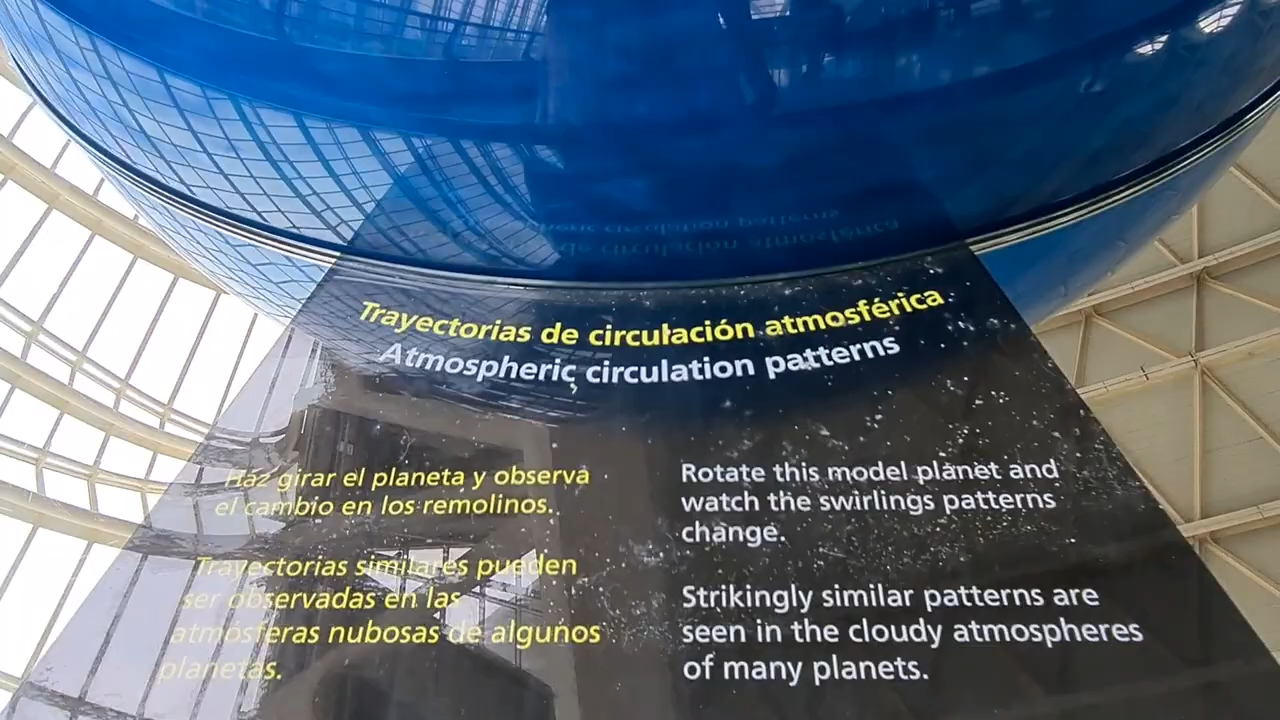 Trayectorias de circulación atmosférica
Atmospheric circulation patterns
Haz girar el planeta y observa
el cambio en los remolinos.
Trayectorias similares pueden
ser observadas en las
atmósferas nubosas de algunos
planetas.
Rotate this model planet and
watch the swirlings patterns
change.
Strikingly similar patterns are
seen in the cloudy atmospheres
of many planets.